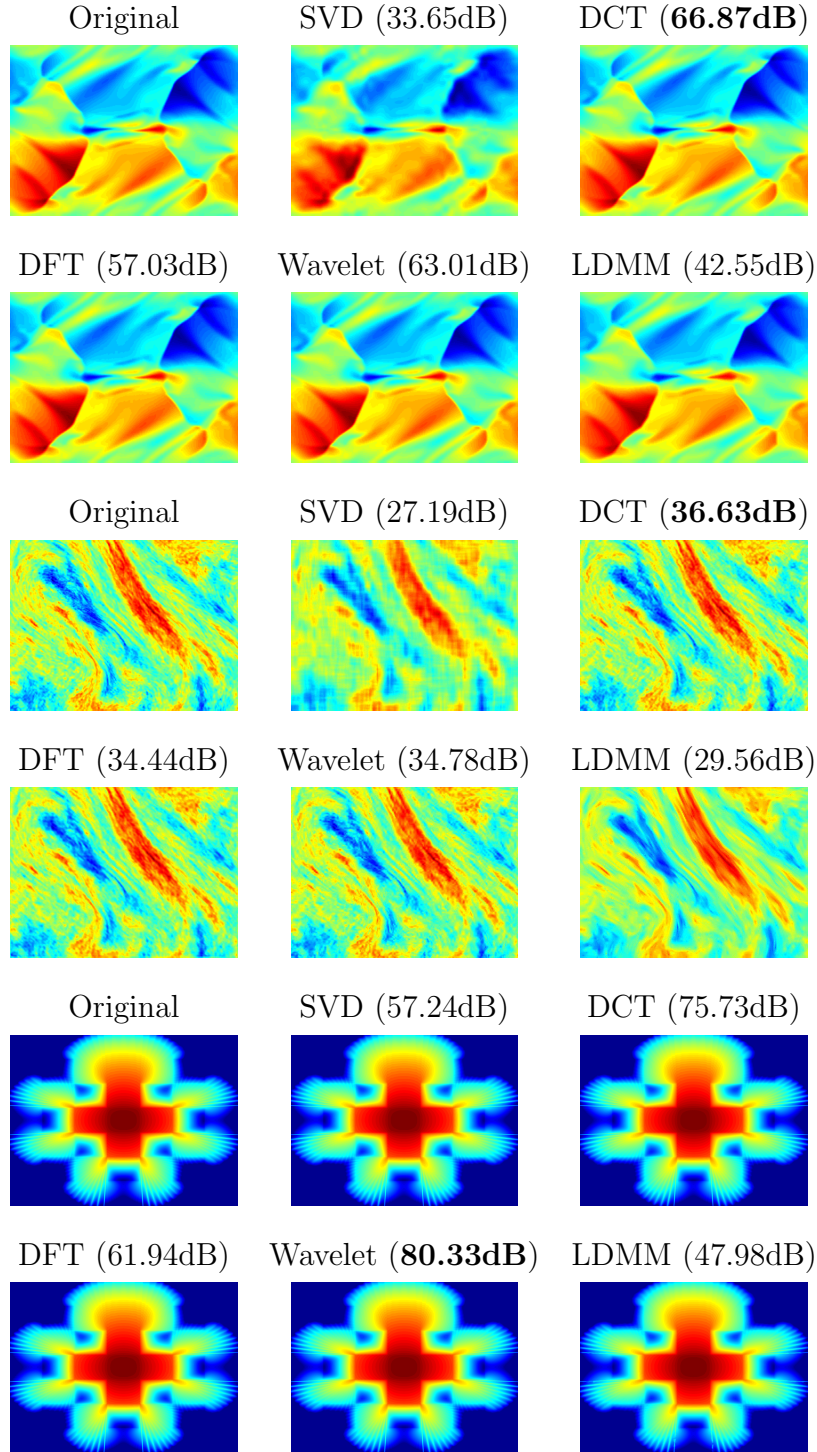 Original SVD (33.65dB) DCT (66.87dB)
DFT (57.03dB) Wavelet (63.01dB) LDMM (42.55dB)
Original SVD (27.19dB) DCT (36.63dB)
DFT (34.44dB) Wavelet (34.78dB) LDMM (29.56dB)
Original SVD (57.24dB) DCT (75.73dB)
DFT (61.94dB) Wavelet (80.33dB) LDMM (47.98dB)